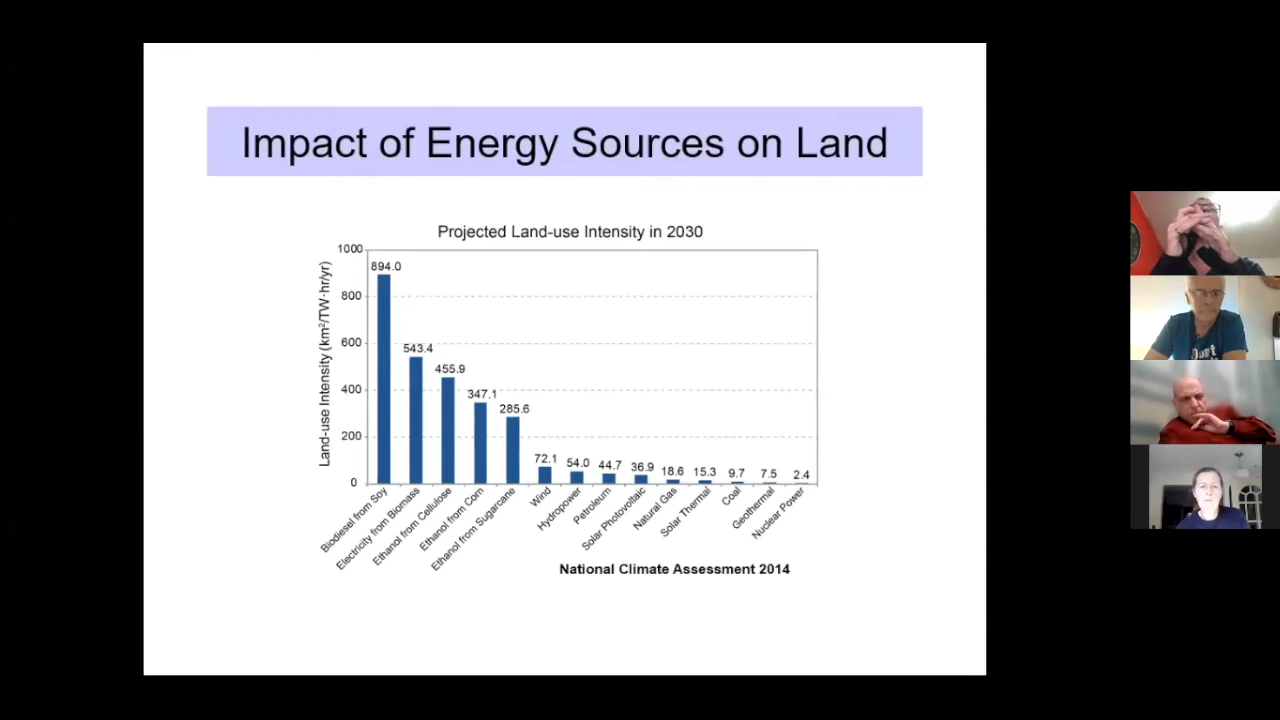 Impact of Energy Sources on Land
Projected Land-use Intensity in 2030
Land-use Intensity (km²/TW·hr/yr)
1000
800
600
400
200
0
894.0
543.4
455.9
347.1
285.6
72.1
54.0
44.7
36.9
18.6
15.3
9.7
7.5
2.4
Biodiesel from Soy
Electricity from Biomass
Ethanol from Cellulose
Ethanol from Corn
Ethanol from Sugarcane
Wind
Hydropower
Petroleum
Solar Photovoltaic
Natural Gas
Solar Thermal
Coal
Geothermal
Nuclear Power
National Climate Assessment 2014